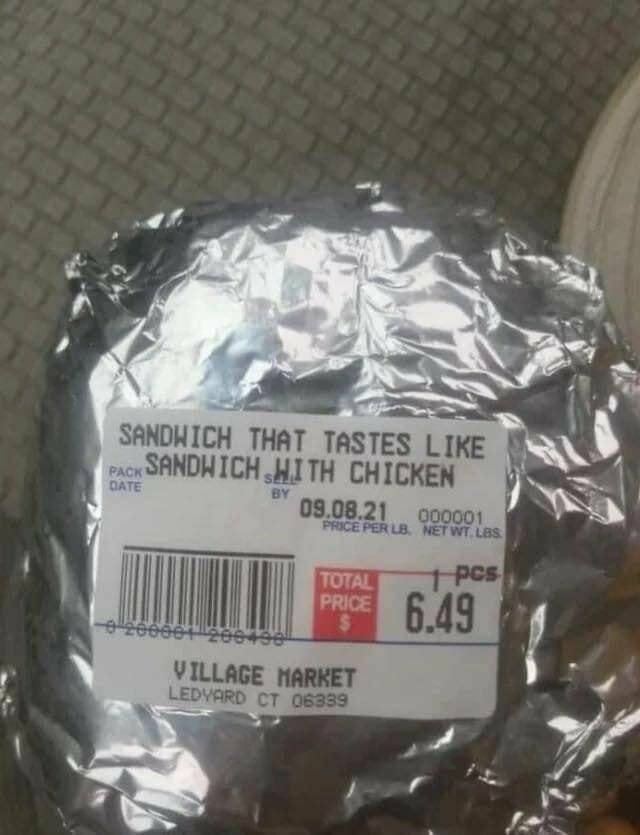 SANDWICH THAT TASTES LIKE
SANDWICH WITH CHICKEN
PACK DATE
SELL BY
09.08.21
000001
PRICE PER LB. NET WT. LBS.
1 pcs
TOTAL PRICE $
6.49
0 200001 206498
VILLAGE MARKET
LEDYARD CT 06339